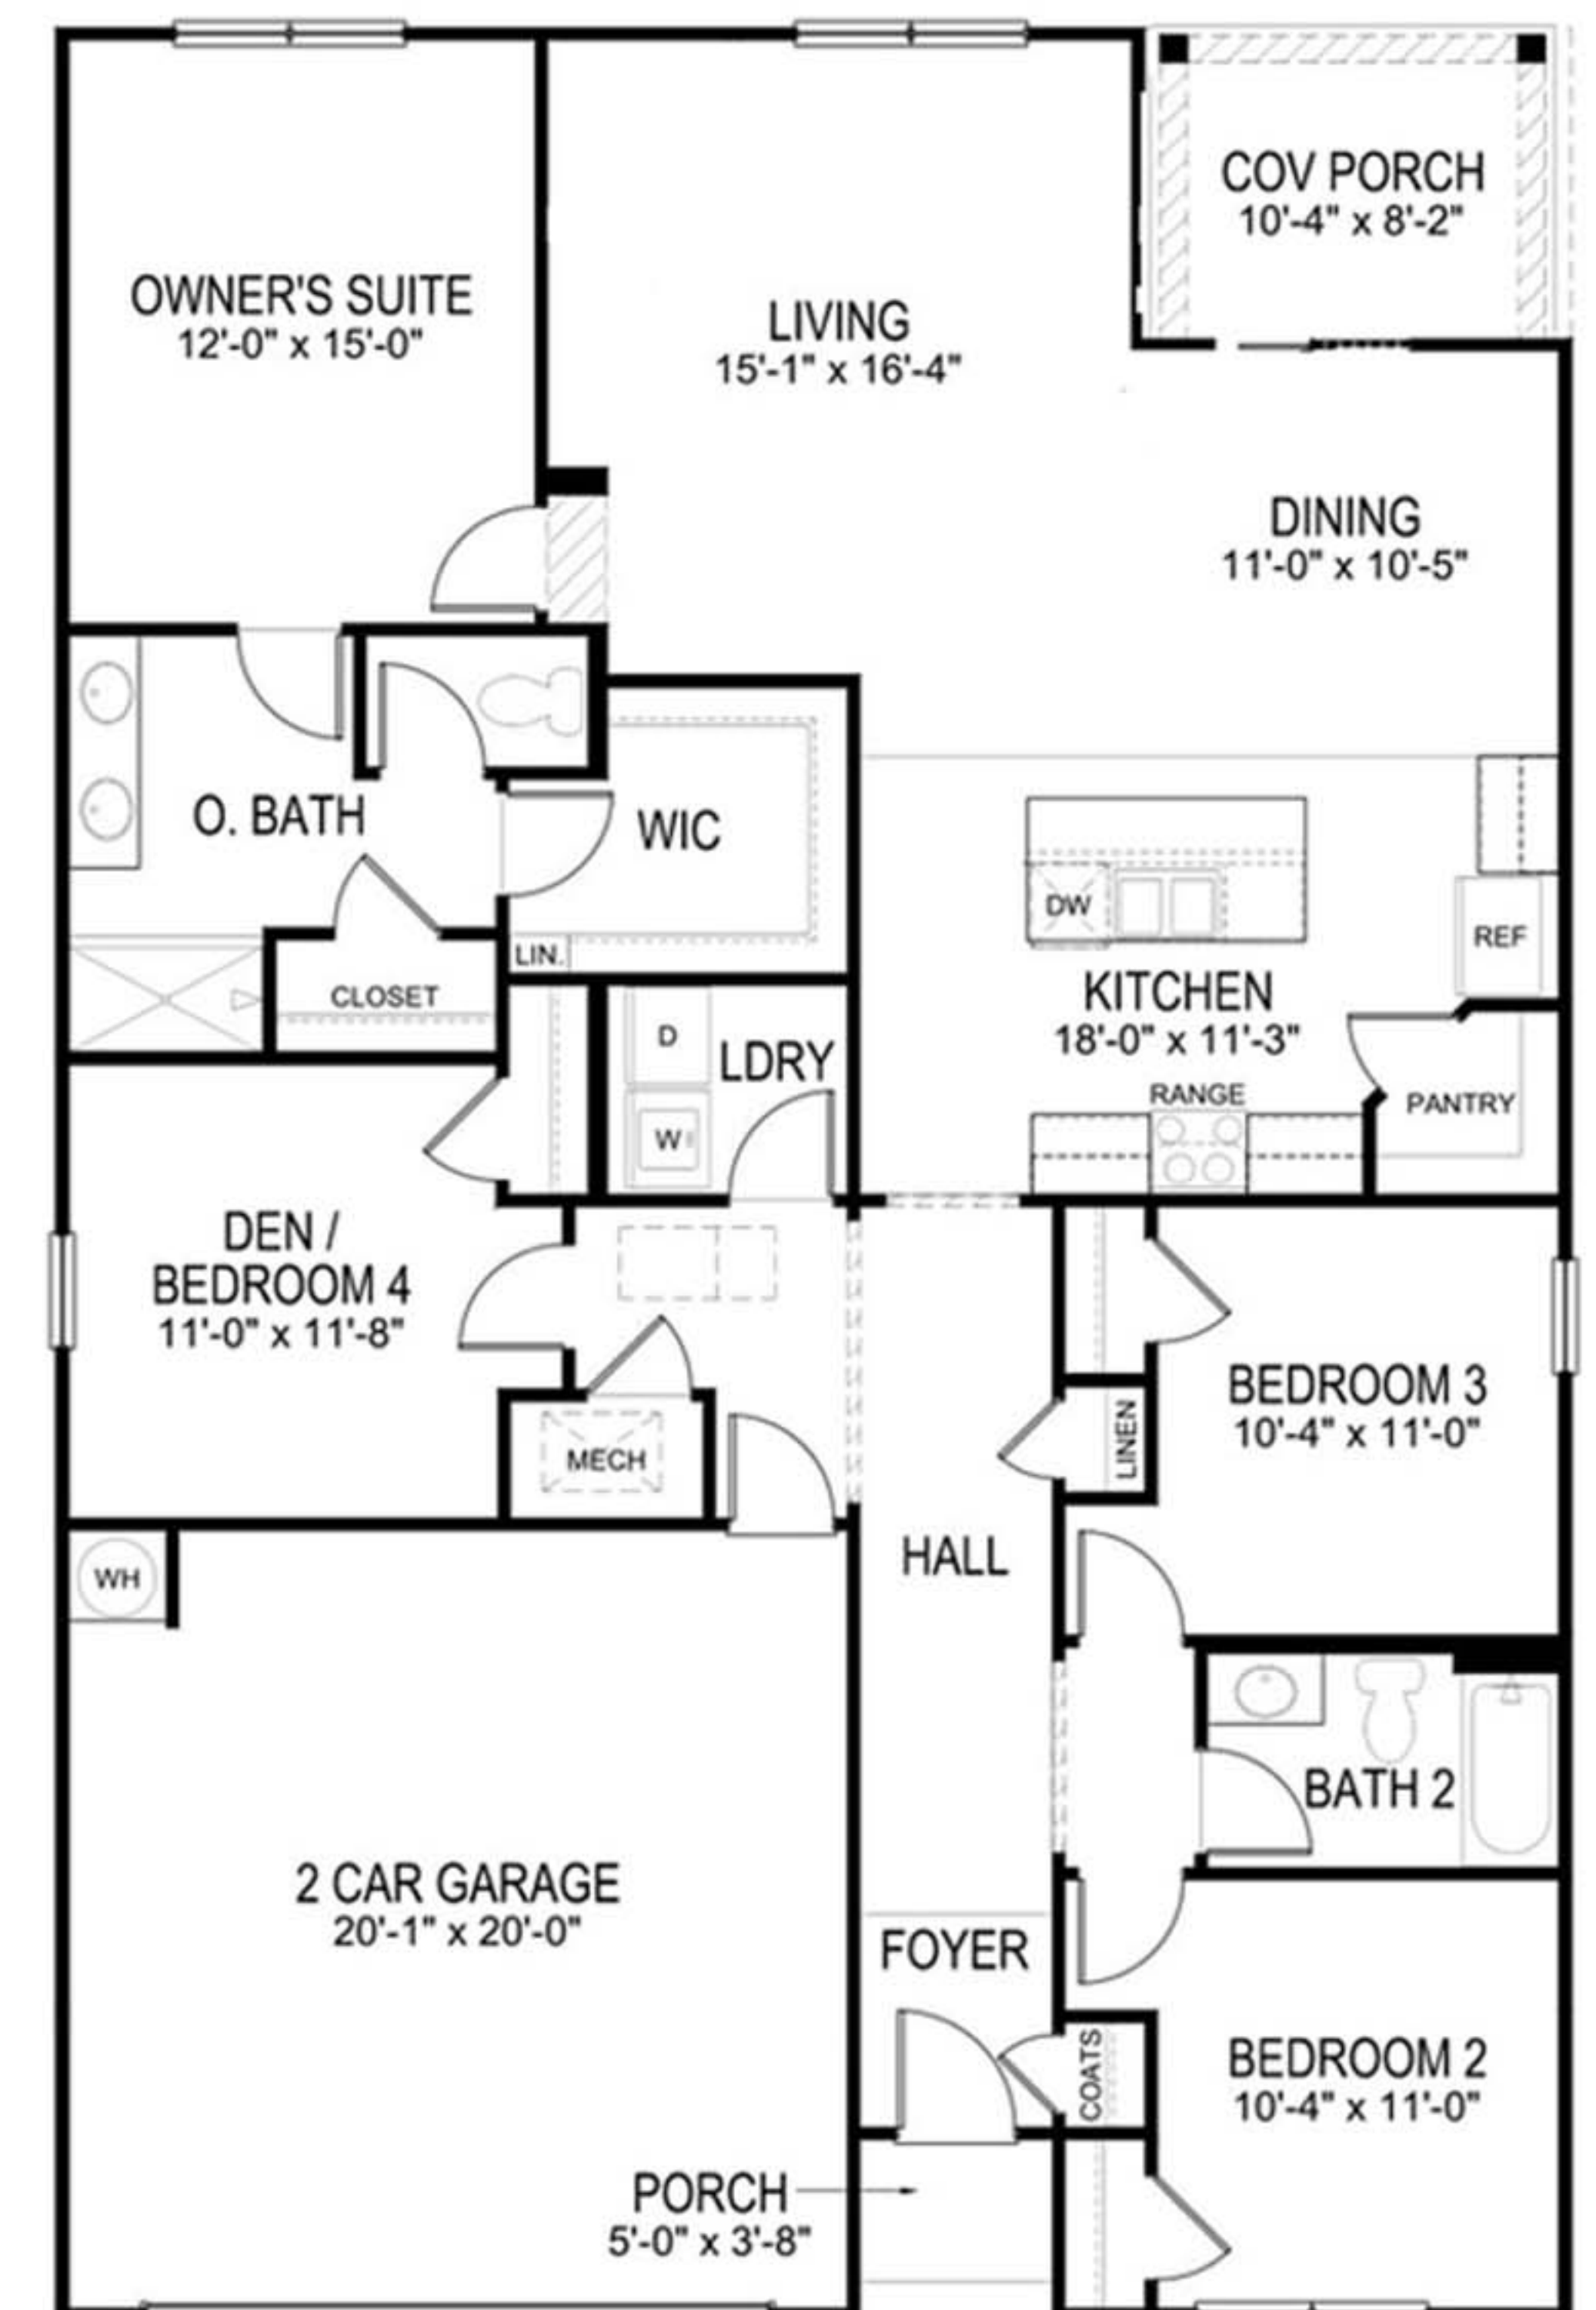 COV PORCH
10'-4" x 8'-2"
OWNER'S SUITE
12'-0" x 15'-0"
LIVING
15'-1" x 16'-4"
DINING
11'-0" x 10'-5"
O. BATH
WIC
LIN.
CLOSET
DW
REF
KITCHEN
18'-0" x 11'-3"
RANGE
PANTRY
D
LDRY
W
DEN /
BEDROOM 4
11'-0" x 11'-8"
MECH
LINEN
BEDROOM 3
10'-4" x 11'-0"
HALL
WH
BATH 2
2 CAR GARAGE
20'-1" x 20'-0"
FOYER
COATS
BEDROOM 2
10'-4" x 11'-0"
PORCH
5'-0" x 3'-8"